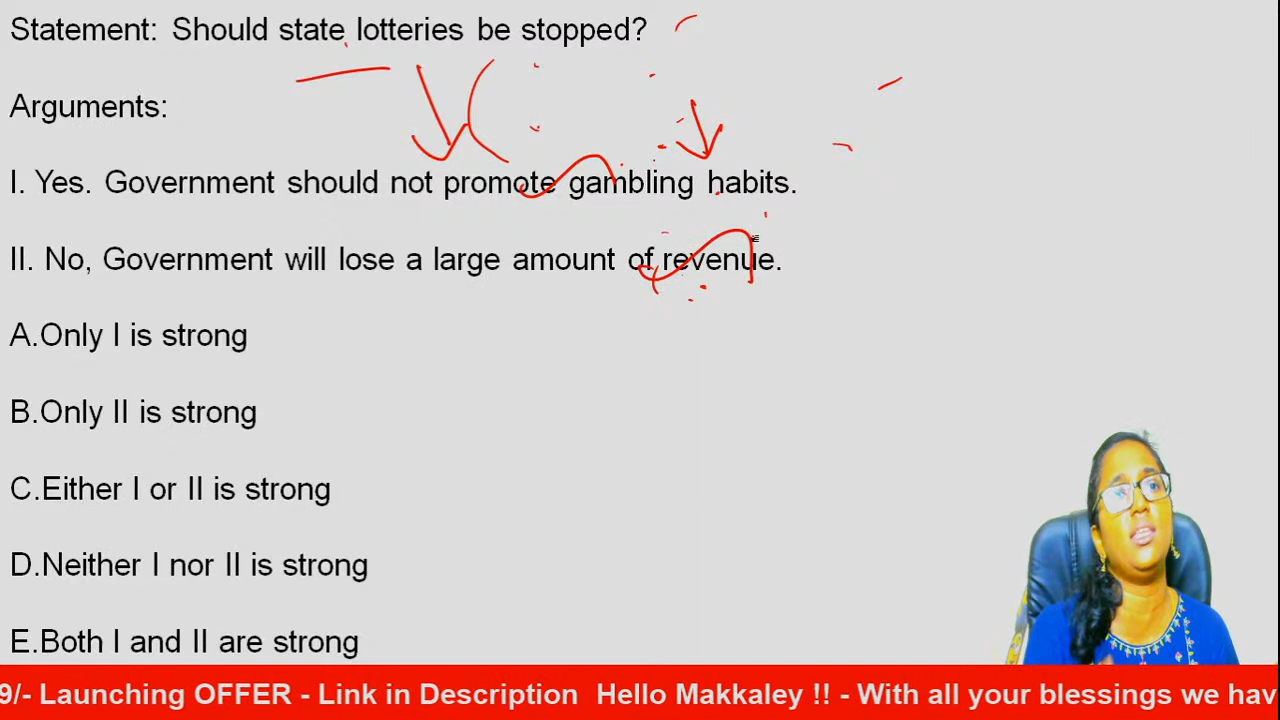 Statement: Should state lotteries be stopped?
Arguments:
I. Yes. Government should not promote gambling habits.
II. No, Government will lose a large amount of revenue.
A.Only I is strong
B.Only II is strong
C.Either I or II is strong
D.Neither I nor II is strong
E.Both I and II are strong
9/- Launching OFFER - Link in Description Hello Makkaley !! - With all your blessings we hav